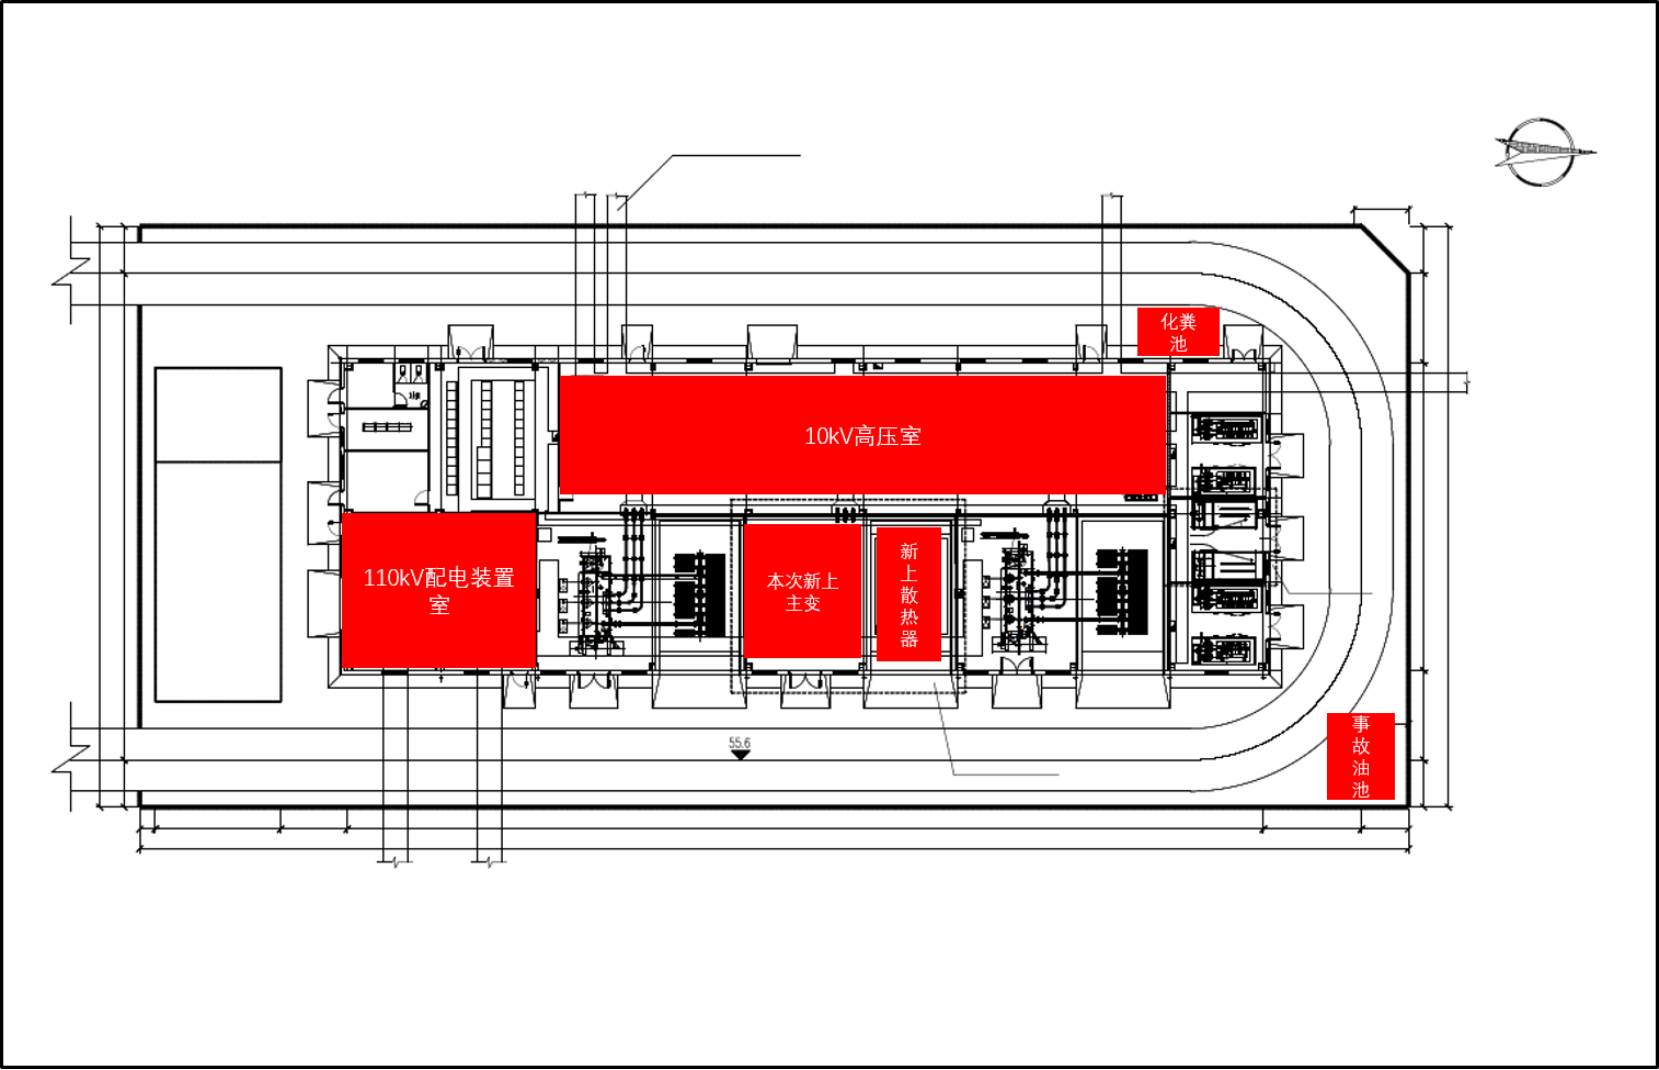 化粪
池
10kV高压室
110kV配电装置
室
本次新上
主变
新
上
散
热
器
55.6
事
故
油
池